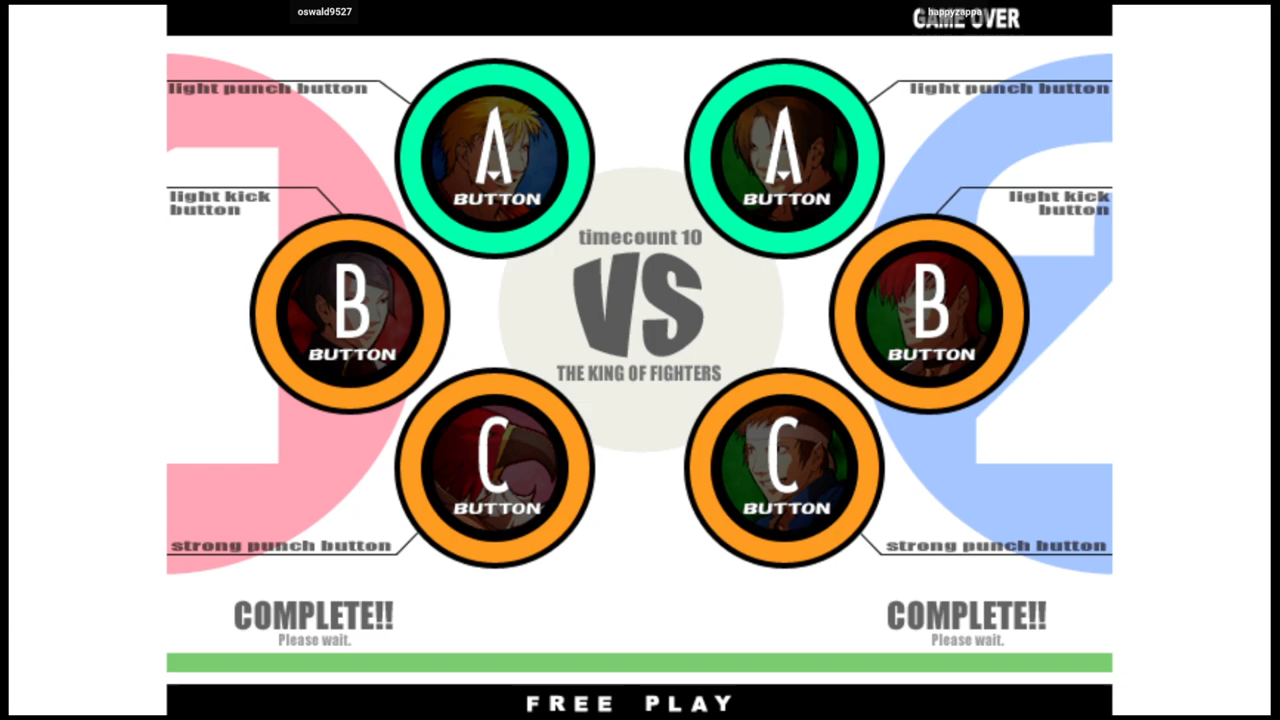 oswald9527
happyzappa
GAME OVER
light punch button
light punch button
A
BUTTON
A
BUTTON
light kick
button
light kick
button
B
BUTTON
timecount 10
VS
THE KING OF FIGHTERS
B
BUTTON
C
BUTTON
C
BUTTON
strong punch button
strong punch button
COMPLETE!!
Please wait.
COMPLETE!!
Please wait.
FREE PLAY